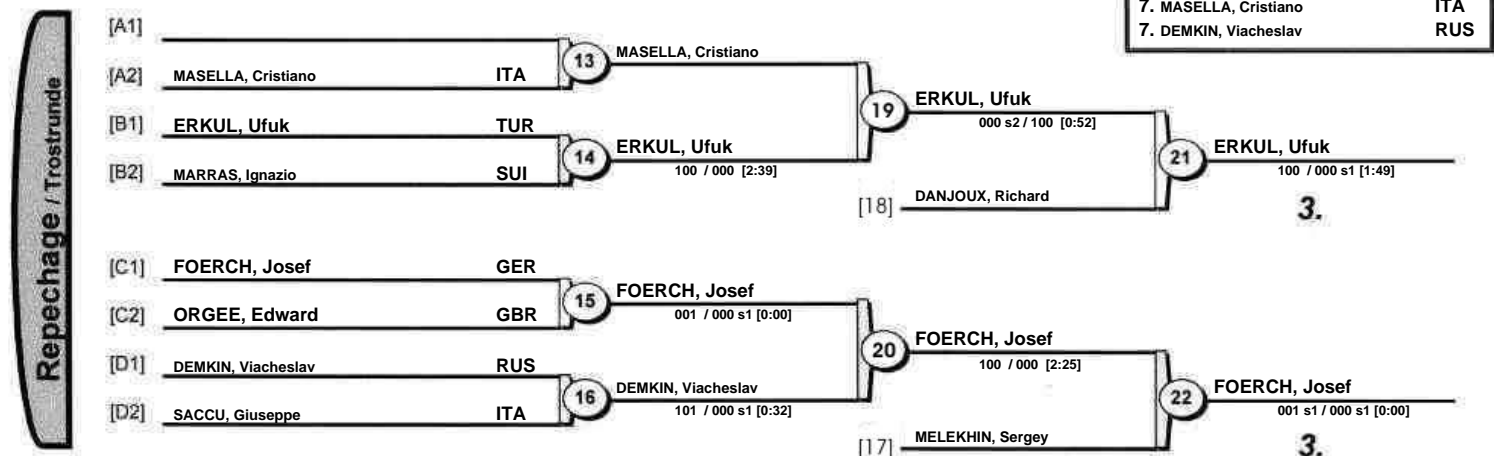 7. MASELLA, Cristiano ITA
7. DEMKIN, Viacheslav RUS
Repechage / Trostrunde
[A1]
[A2] MASELLA, Cristiano ITA
13 MASELLA, Cristiano
[B1] ERKUL, Ufuk TUR
[B2] MARRAS, Ignazio SUI
14 ERKUL, Ufuk
100 / 000 [2:39]
19 ERKUL, Ufuk
000 s2 / 100 [0:52]
[18] DANJOUX, Richard
21 ERKUL, Ufuk
100 / 000 s1 [1:49]
3.
[C1] FOERCH, Josef GER
[C2] ORGEE, Edward GBR
15 FOERCH, Josef
001 / 000 s1 [0:00]
[D1] DEMKIN, Viacheslav RUS
[D2] SACCU, Giuseppe ITA
16 DEMKIN, Viacheslav
101 / 000 s1 [0:32]
20 FOERCH, Josef
100 / 000 [2:25]
[17] MELEKHIN, Sergey
22 FOERCH, Josef
001 s1 / 000 s1 [0:00]
3.